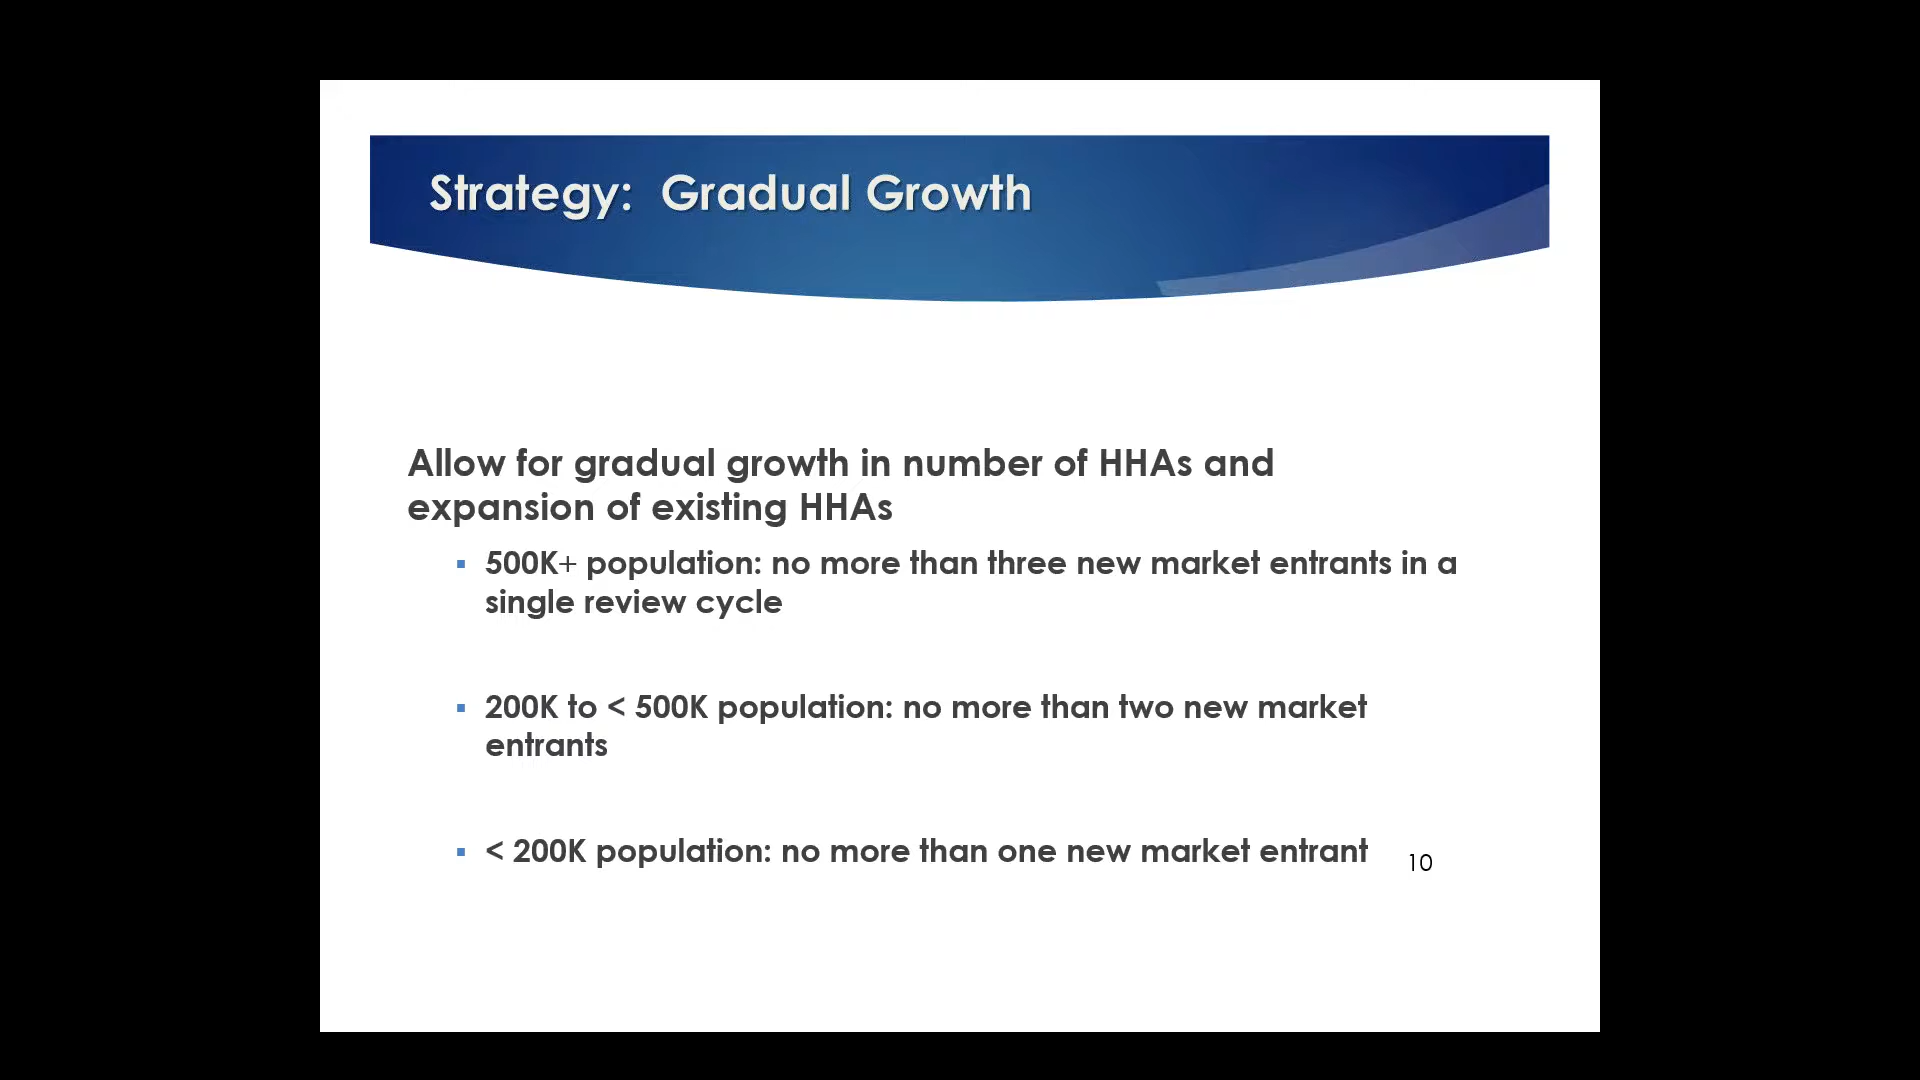 Strategy:  Gradual Growth
Allow for gradual growth in number of HHAs and
expansion of existing HHAs
▪ 500K+ population: no more than three new market entrants in a
single review cycle
▪ 200K to < 500K population: no more than two new market
entrants
▪ < 200K population: no more than one new market entrant
10